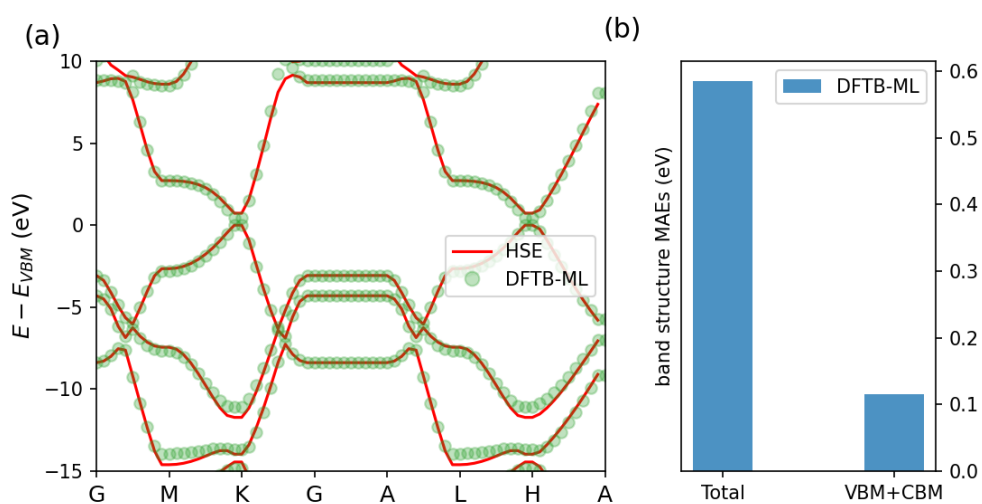 (a)
(b)
10
5
0
−5
−10
−15
E − E_VBM (eV)
HSE
DFTB-ML
G M K G A L H A
DFTB-ML
band structure MAEs (eV)
0.6
0.5
0.4
0.3
0.2
0.1
0.0
Total VBM+CBM